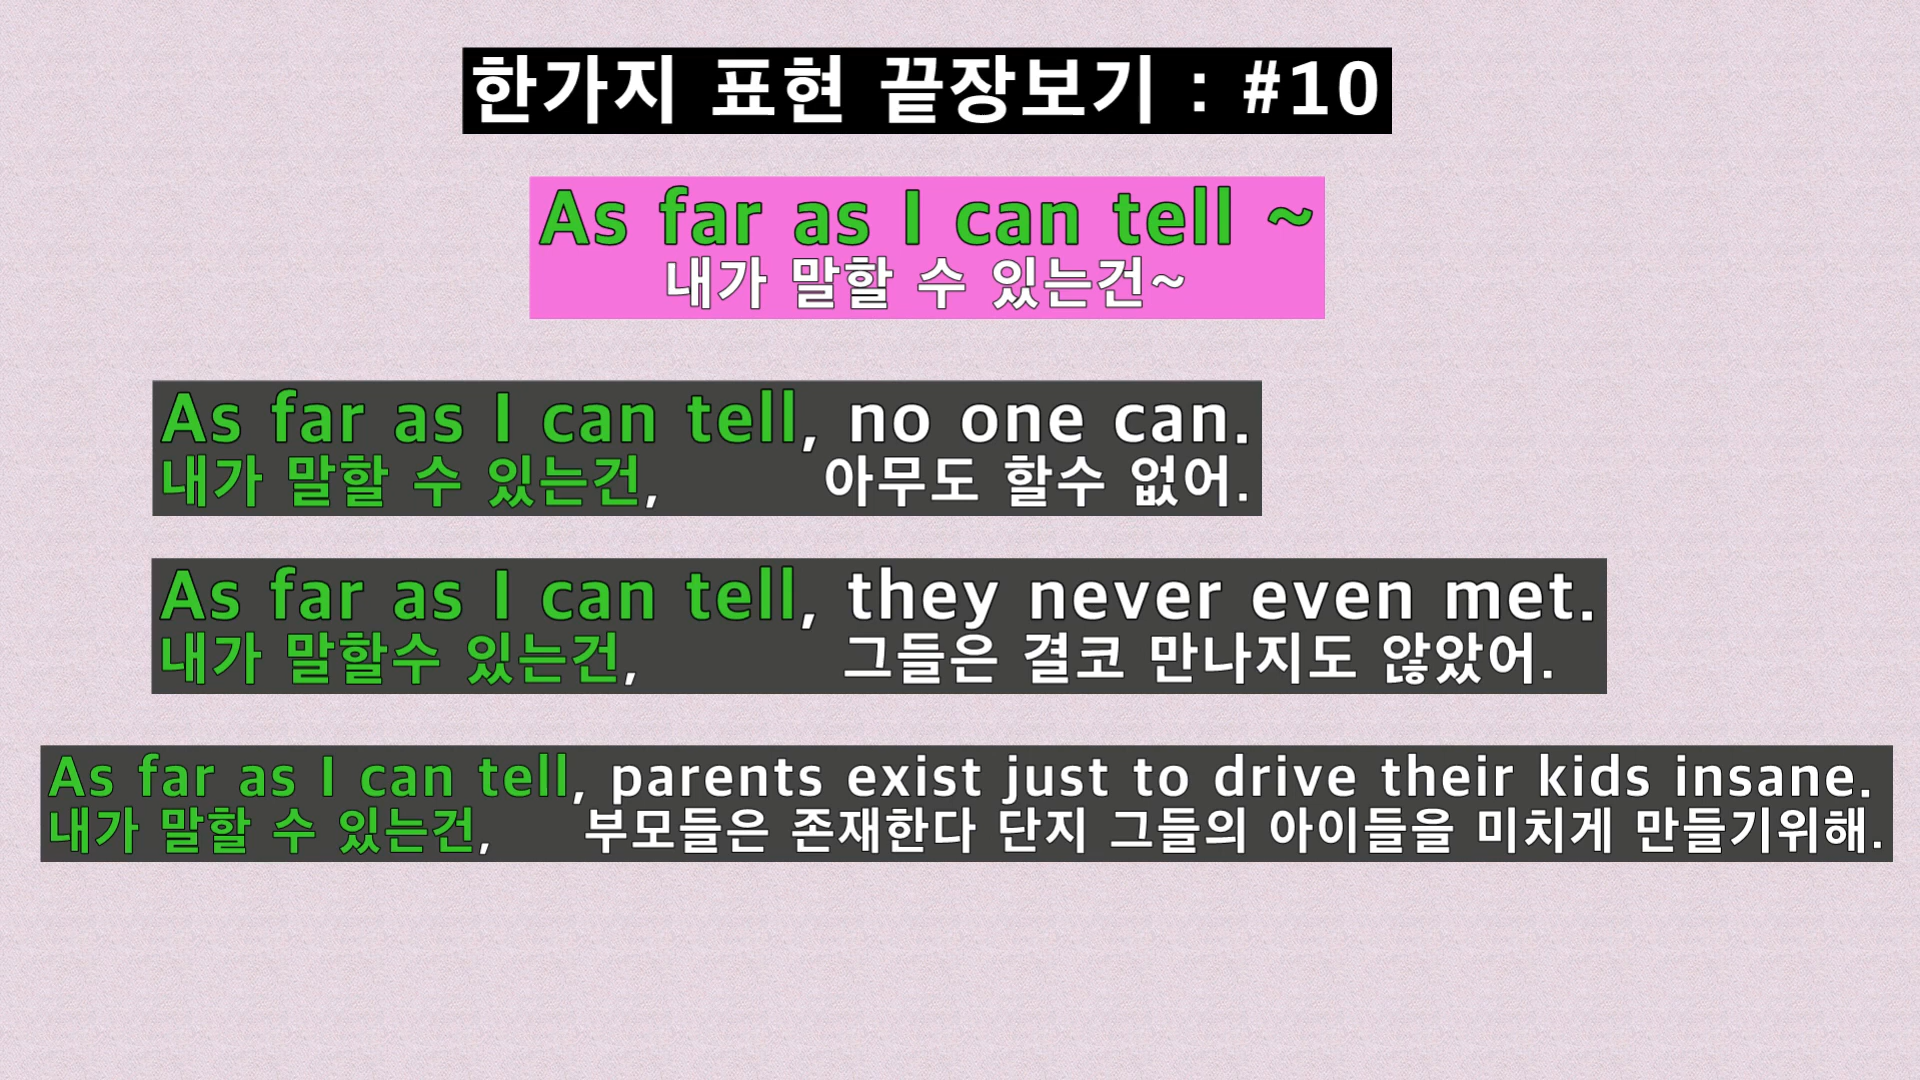 한가지 표현 끝장보기 : #10
As far as I can tell ~
내가 말할 수 있는건~
As far as I can tell, no one can.
내가 말할 수 있는건, 아무도 할수 없어.
As far as I can tell, they never even met.
내가 말할수 있는건, 그들은 결코 만나지도 않았어.
As far as I can tell, parents exist just to drive their kids insane.
내가 말할 수 있는건, 부모들은 존재한다 단지 그들의 아이들을 미치게 만들기위해.